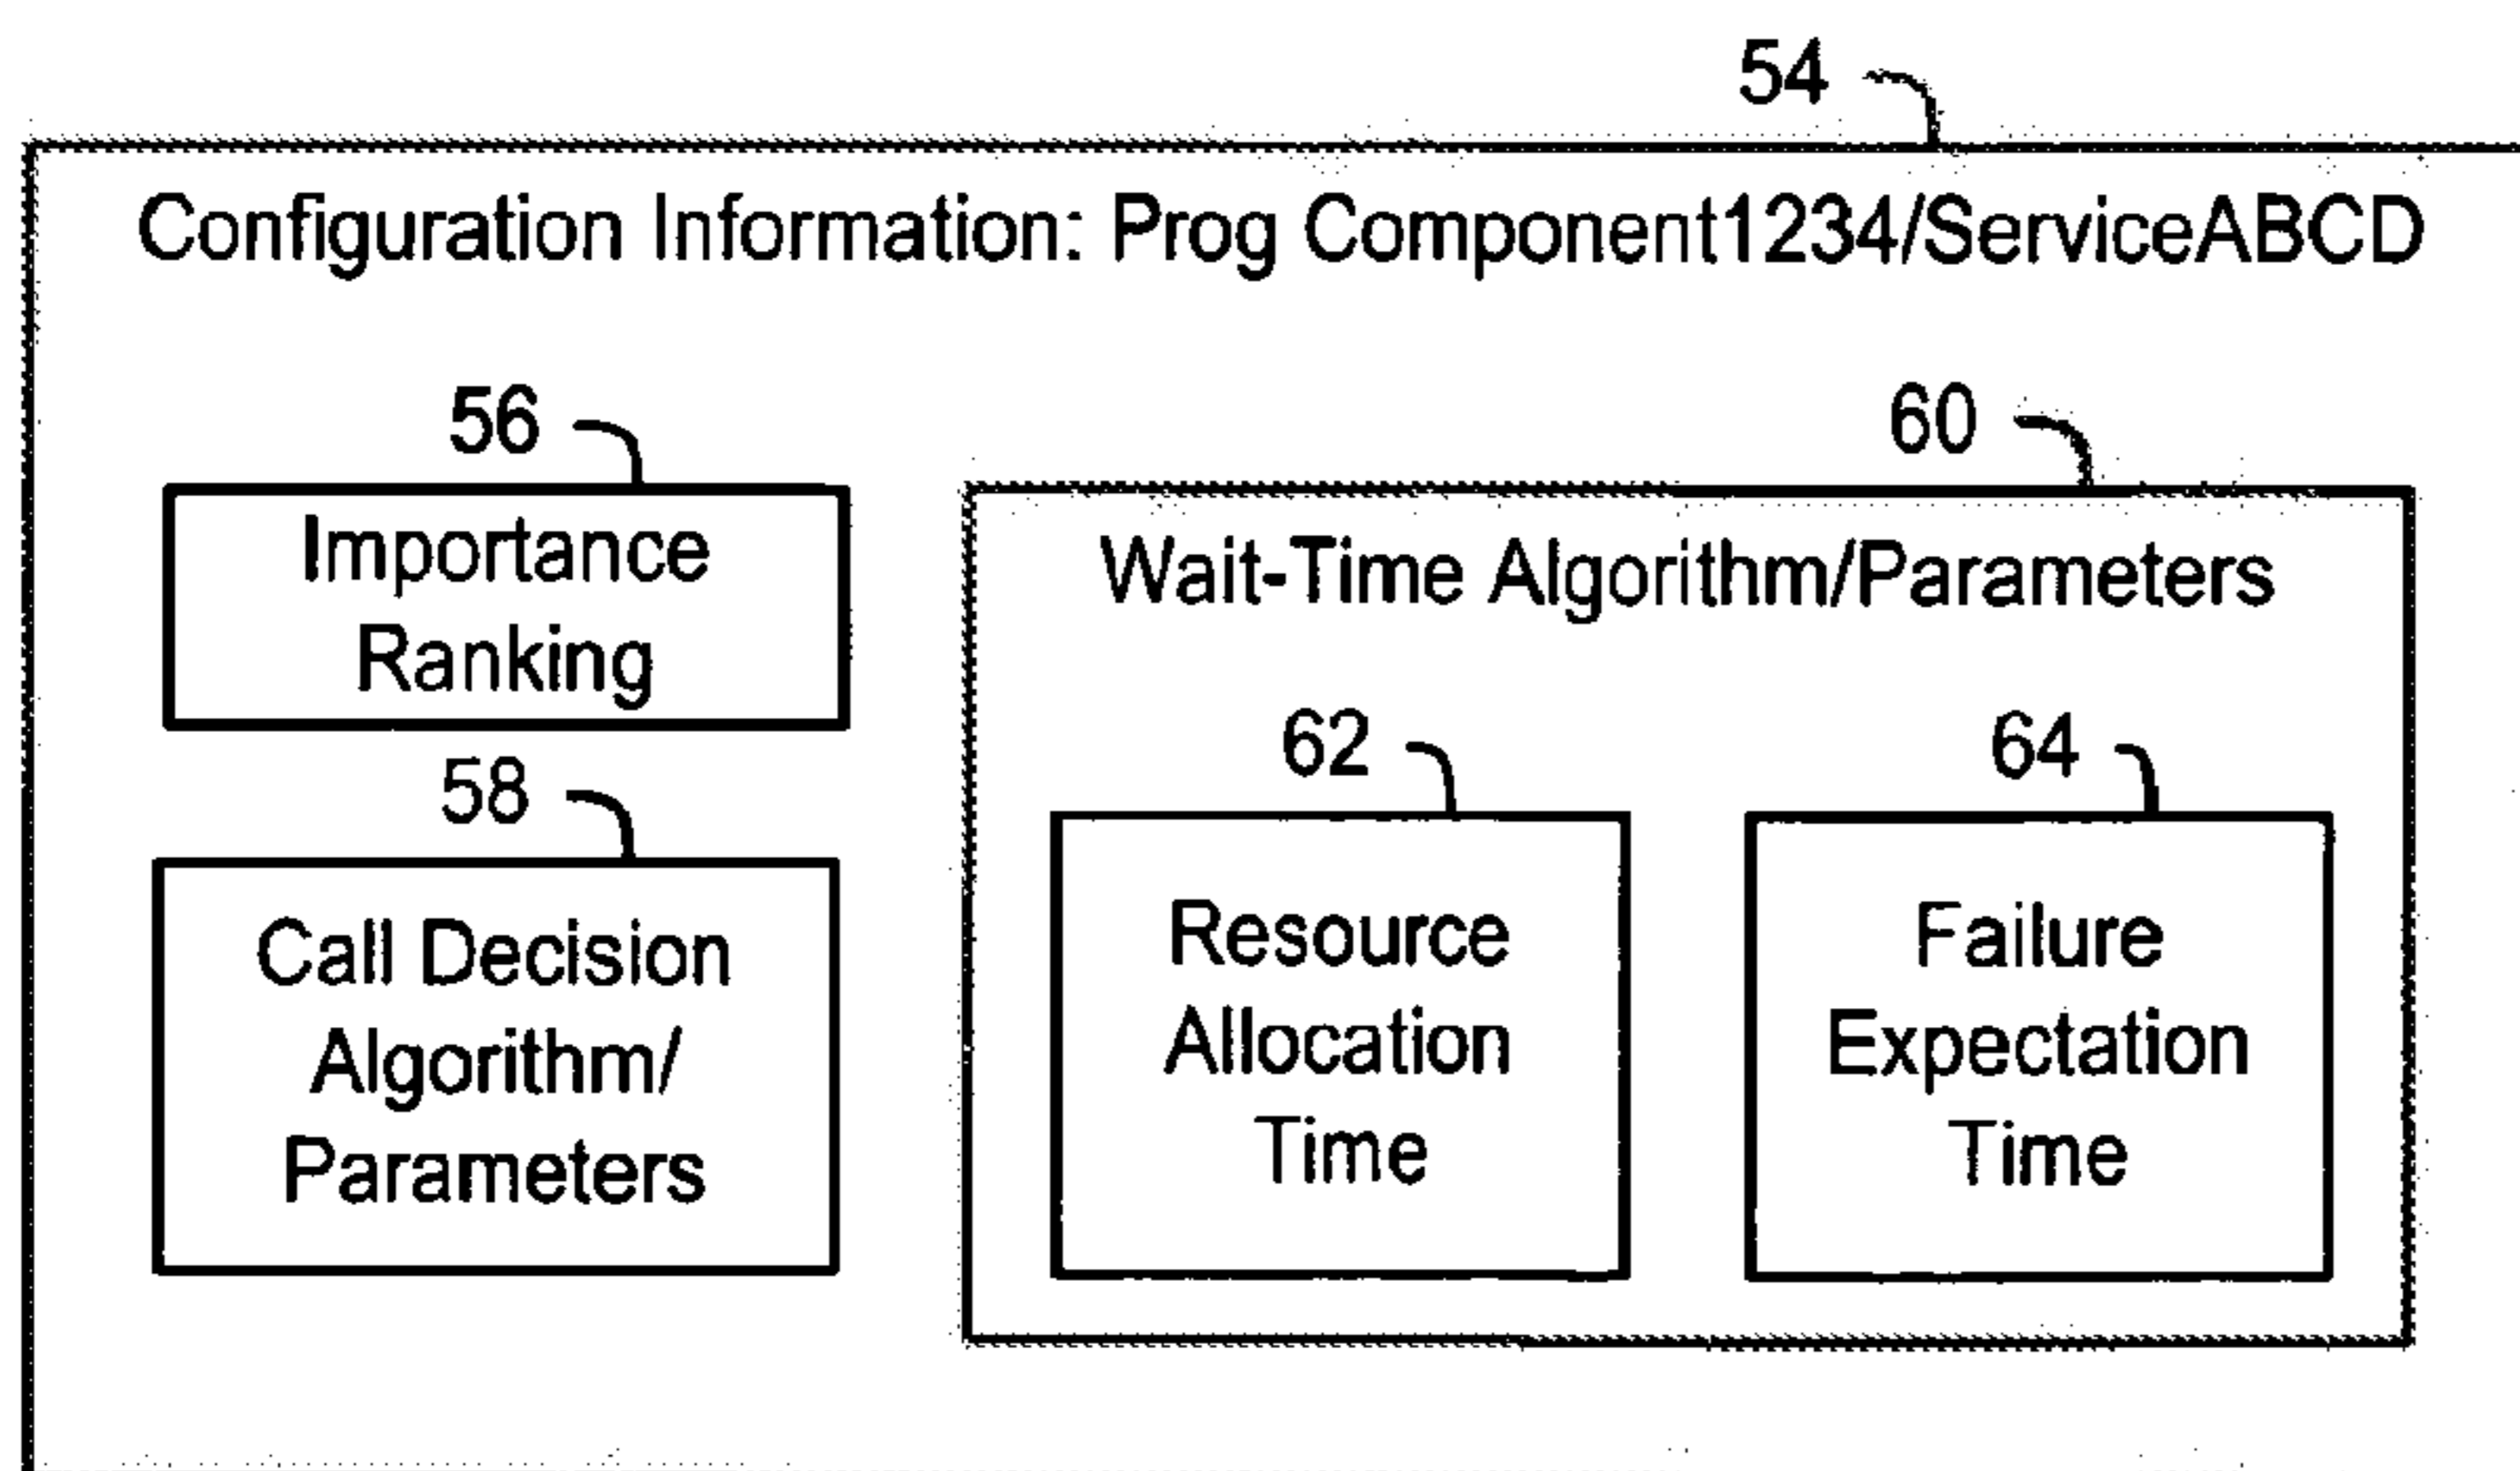 54
Configuration Information: Prog Component1234/ServiceABCD
56
Importance
Ranking
58
Call Decision
Algorithm/
Parameters
60
Wait-Time Algorithm/Parameters
62
Resource
Allocation
Time
64
Failure
Expectation
Time